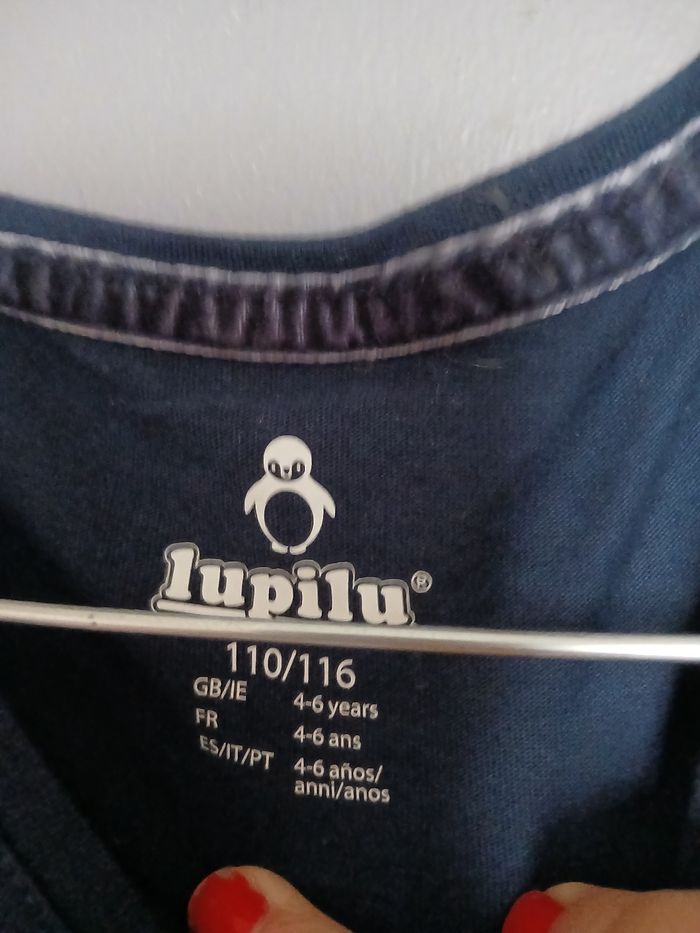 lupilu®
110/116
GB/IE 4-6 years
FR 4-6 ans
ES/IT/PT 4-6 años/
anni/anos